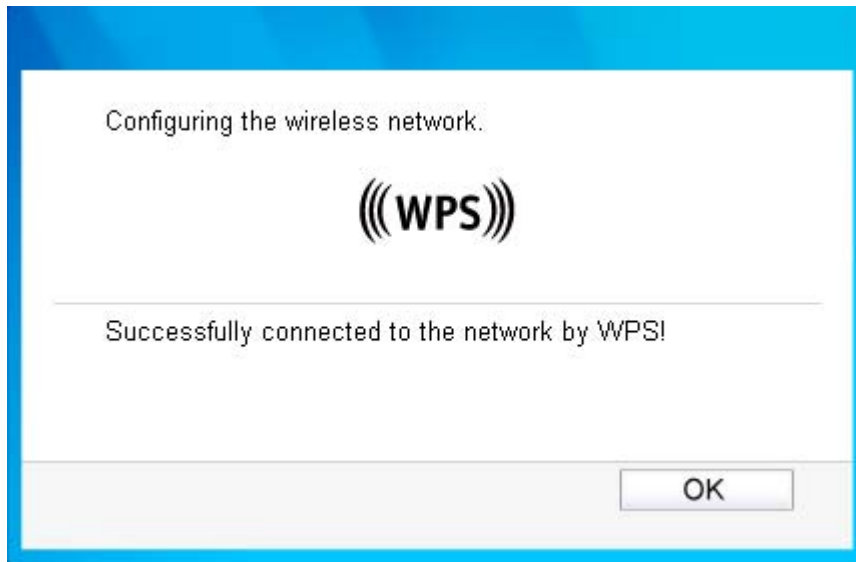 Configuring the wireless network.
WPS
Successfully connected to the network by WPS!
OK